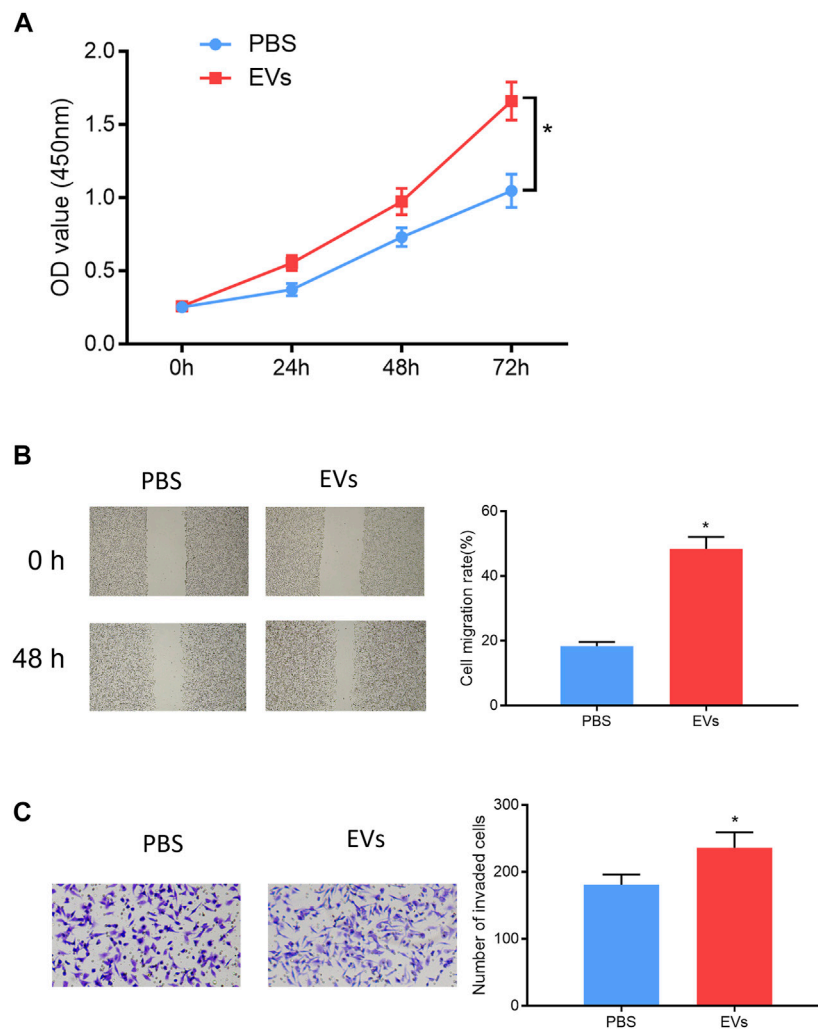 A
PBS
EVs
OD value (450nm)
2.0
1.5
1.0
0.5
0.0
*
0h 24h 48h 72h
B
PBS EVs
0 h
48 h
Cell migration rate(%)
60
40
20
0
*
PBS EVs
C
PBS EVs
Number of invaded cells
300
200
100
0
*
PBS EVs